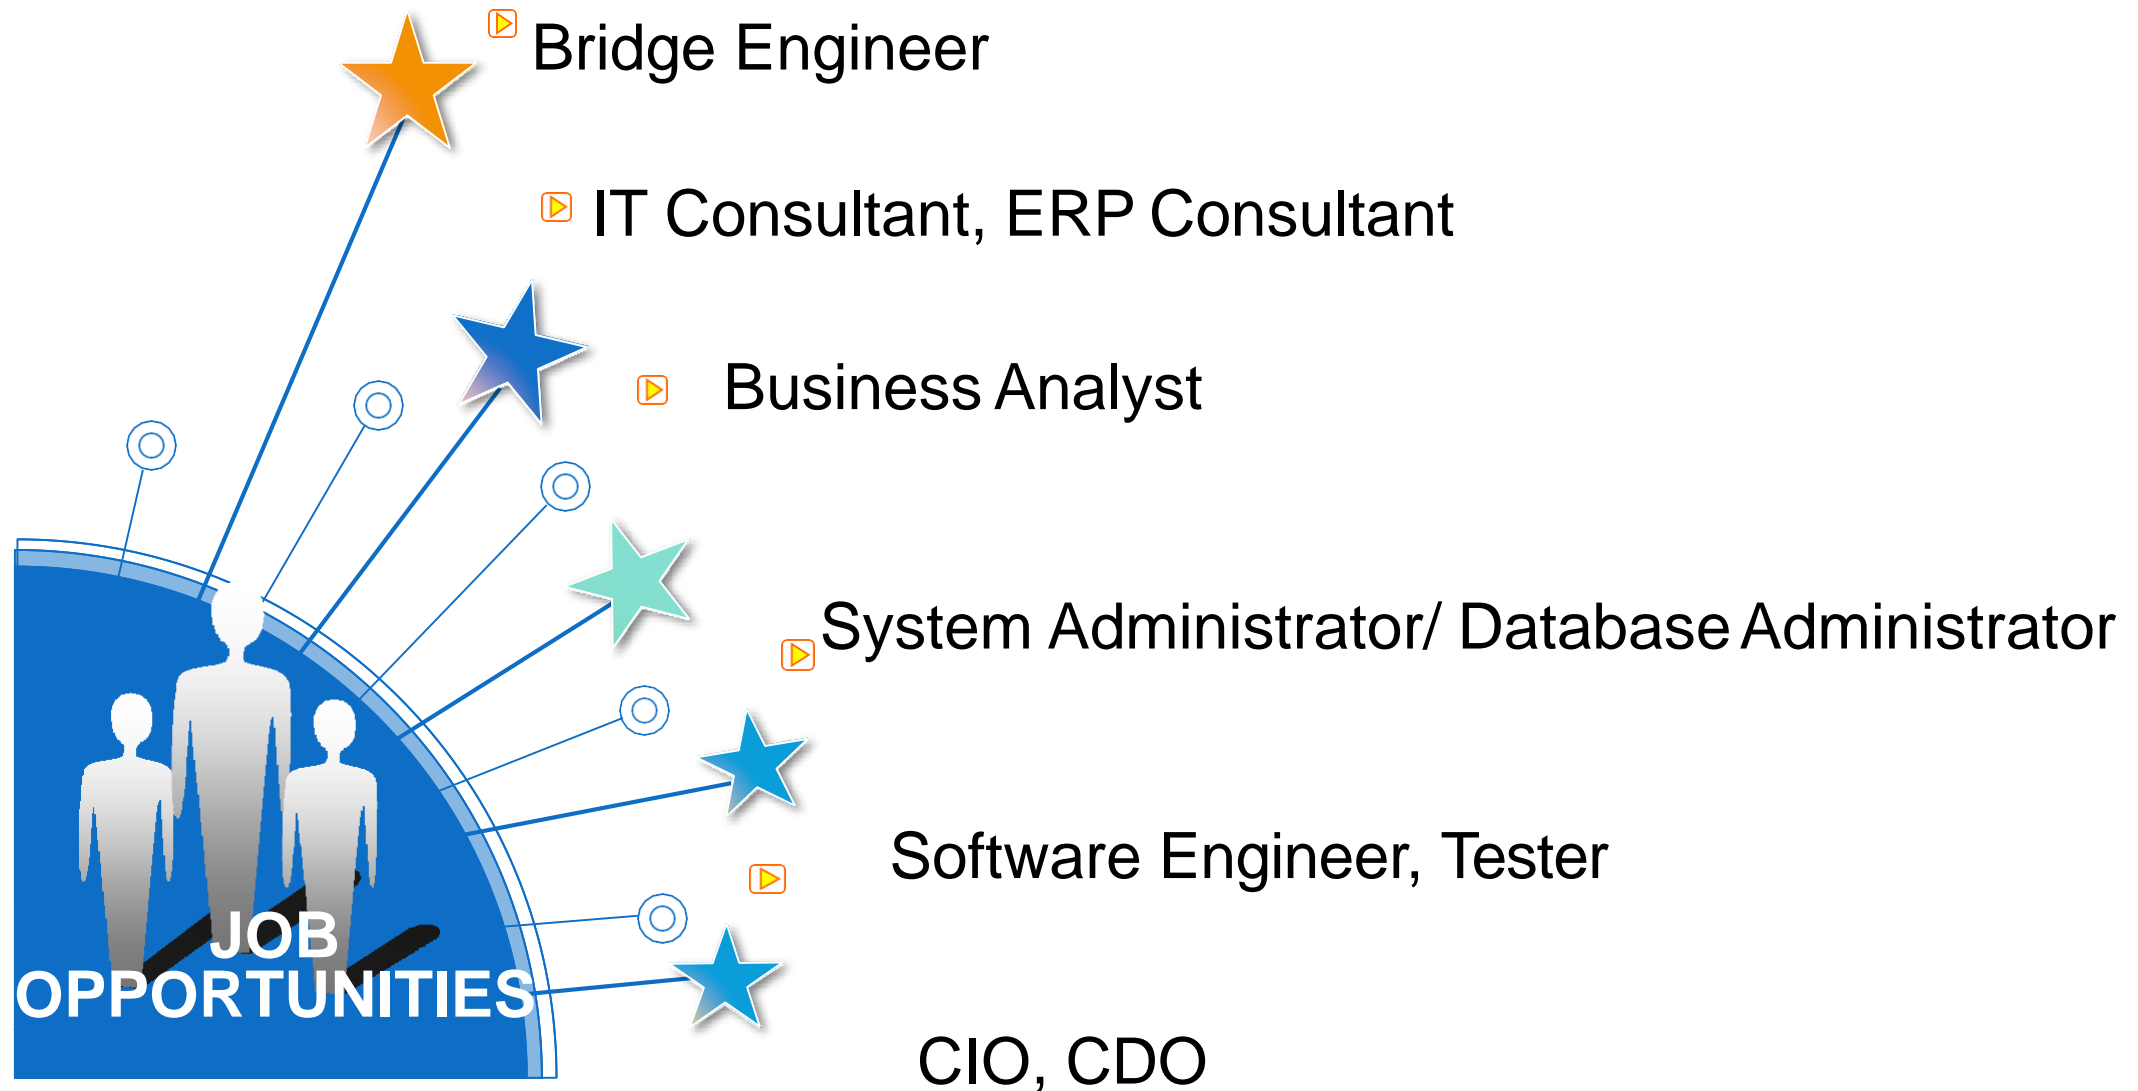 Bridge Engineer
IT Consultant, ERP Consultant
Business Analyst
System Administrator/ Database Administrator
Software Engineer, Tester
JOB
OPPORTUNITIES
CIO, CDO